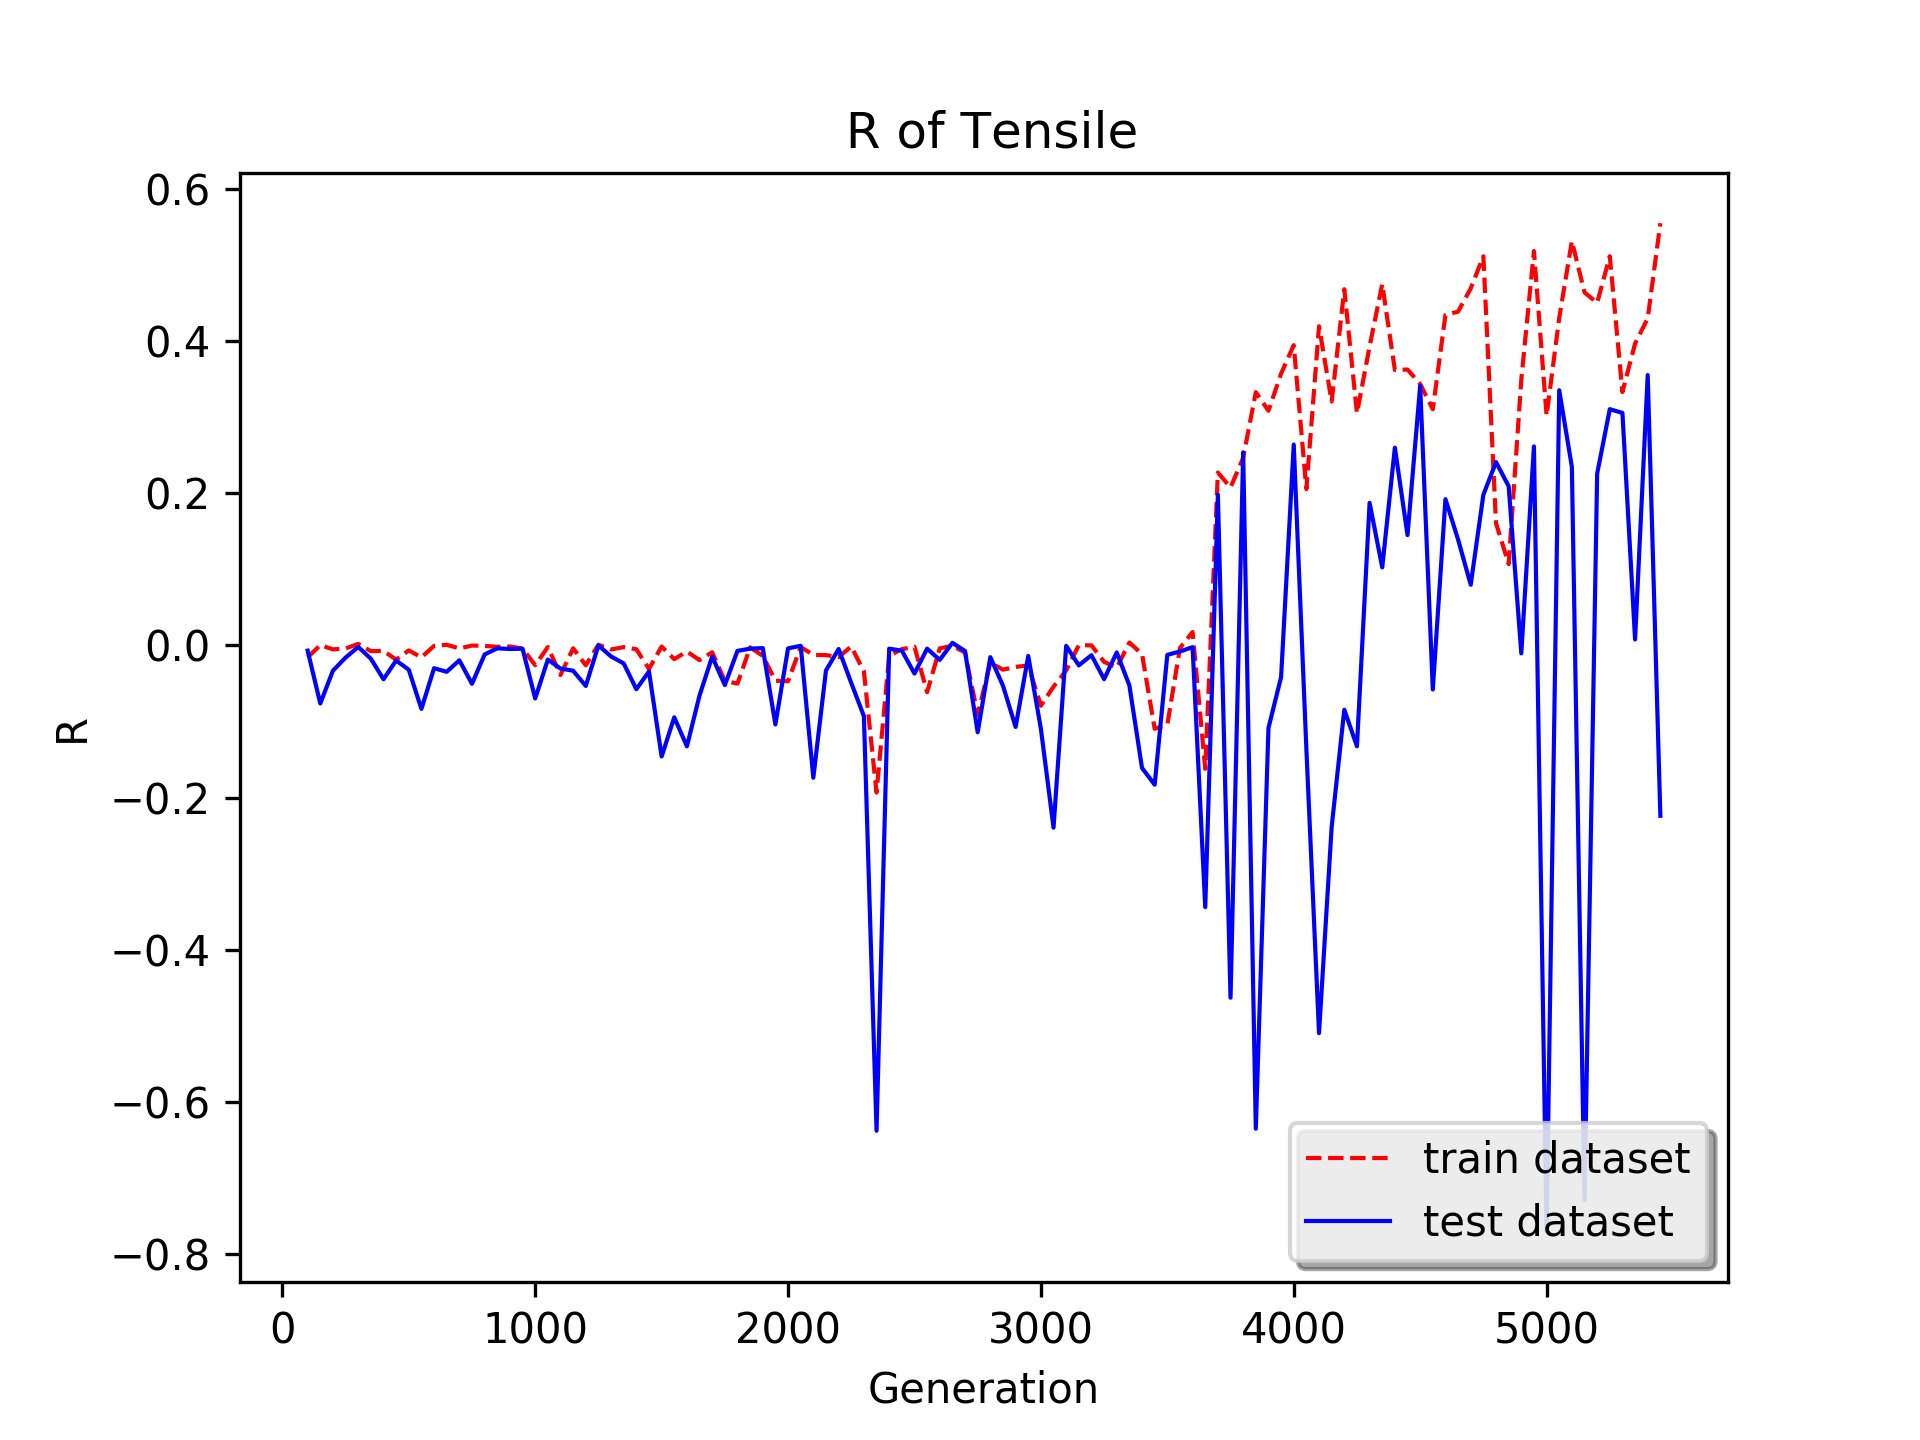 R of Tensile
0.6
0.4
0.2
0.0
−0.2
−0.4
−0.6
−0.8
R
train dataset
test dataset
0 1000 2000 3000 4000 5000
Generation